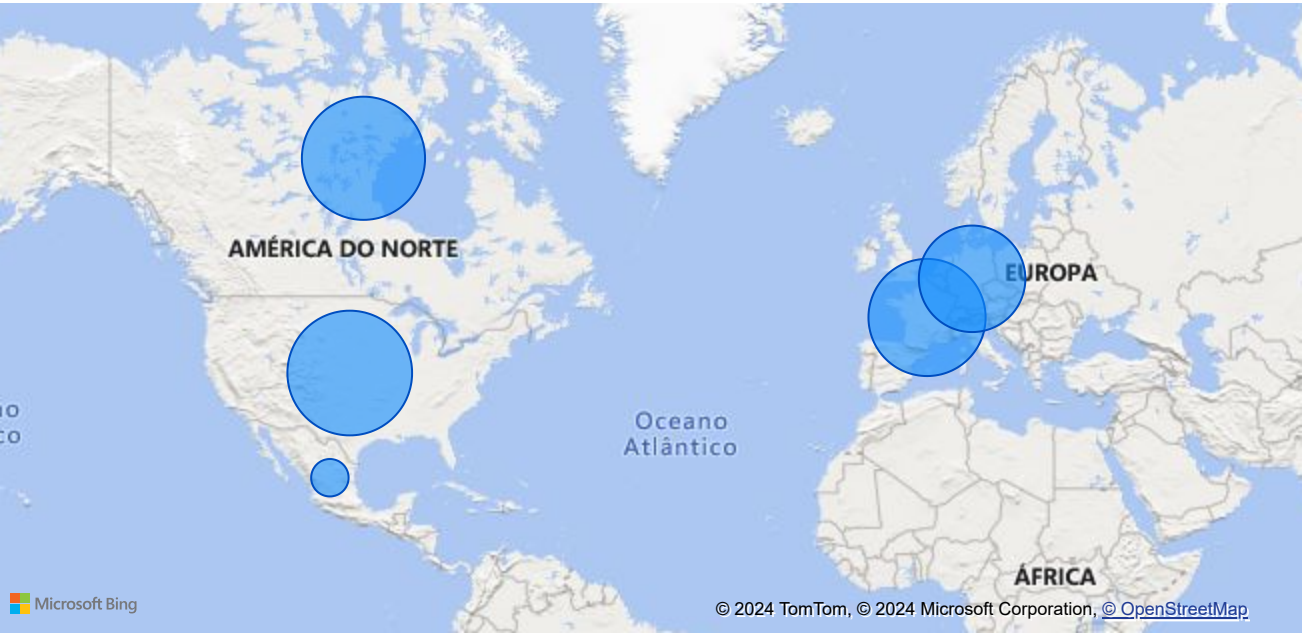 AMÉRICA DO NORTE
EUROPA
Oceano
Atlântico
ÁFRICA
Microsoft Bing
© 2024 TomTom, © 2024 Microsoft Corporation, © OpenStreetMap